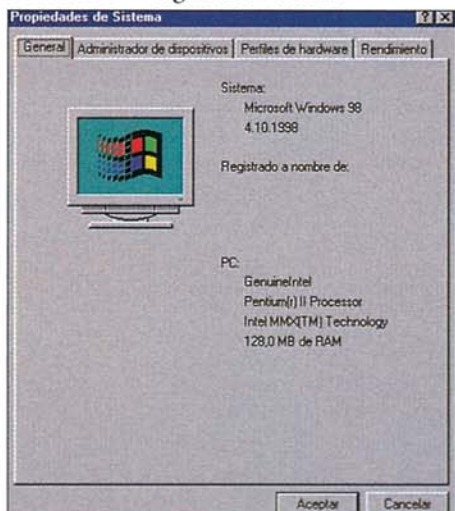 Propiedades de Sistema
General Administrador de dispositivos Perfiles de hardware Rendimiento
Sistema:
Microsoft Windows 98
4.10.1998
Registrado a nombre de:
PC:
GenuineIntel
Pentium(r) II Processor
Intel MMX(TM) Technology
128,0 MB de RAM
Aceptar Cancelar